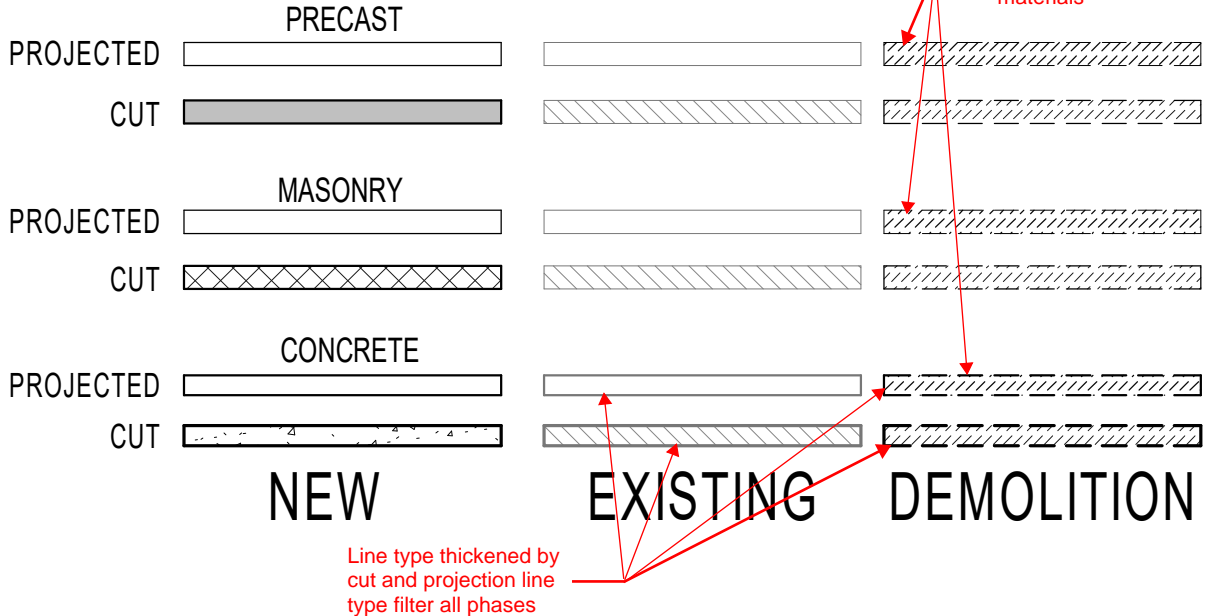 materials
PRECAST
PROJECTED
CUT
MASONRY
PROJECTED
CUT
CONCRETE
PROJECTED
CUT
NEW EXISTING DEMOLITION
Line type thickened by
cut and projection line
type filter all phases